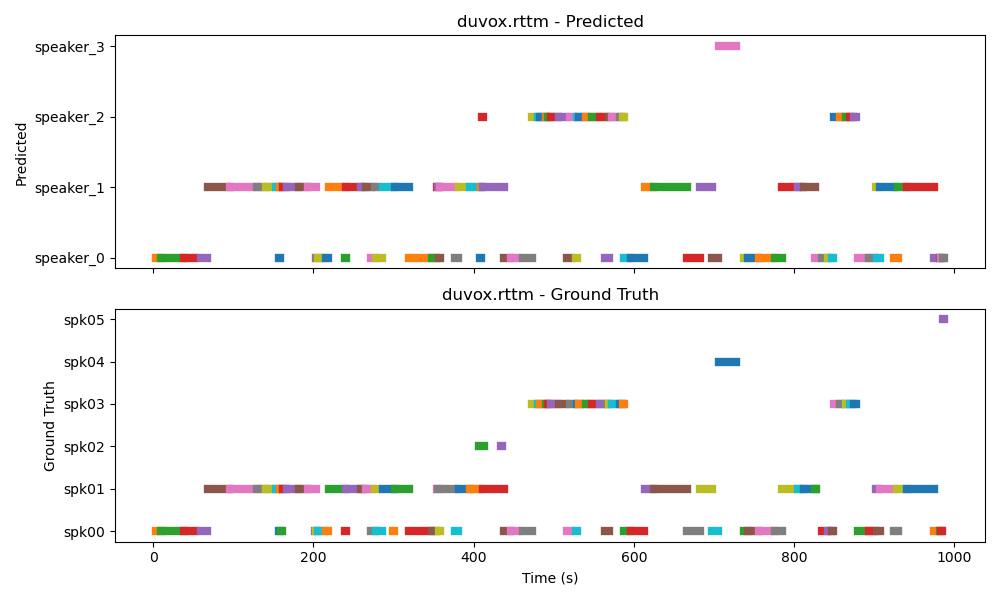 duvox.rttm - Predicted
speaker_3
speaker_2
speaker_1
speaker_0
Predicted
duvox.rttm - Ground Truth
spk05
spk04
spk03
spk02
spk01
spk00
Ground Truth
0 200 400 600 800 1000
Time (s)